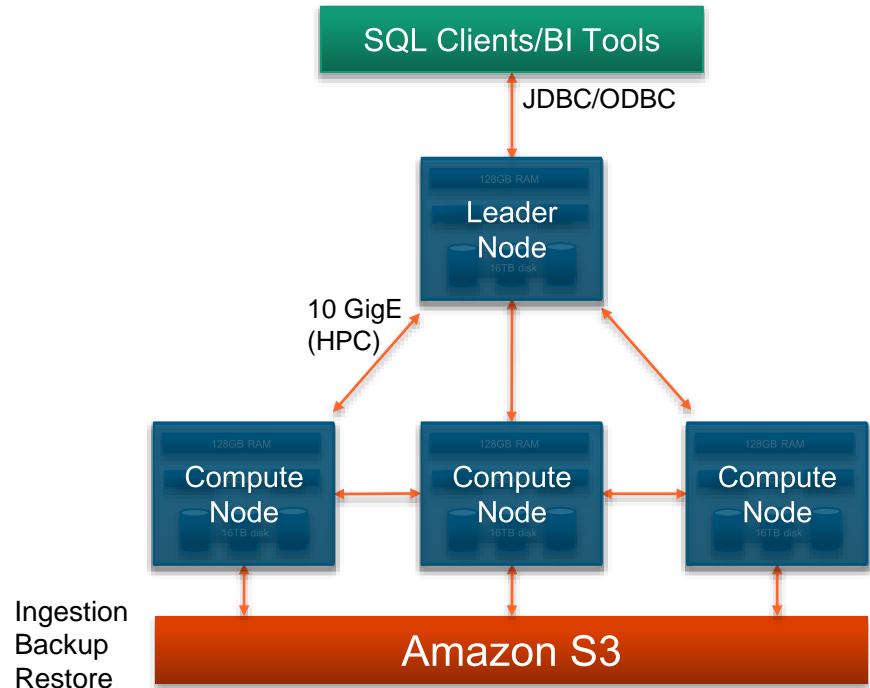 SQL Clients/BI Tools
JDBC/ODBC
128GB RAM
Leader
Node
16TB disk
10 GigE
(HPC)
128GB RAM
Compute
Node
16TB disk
128GB RAM
Compute
Node
16TB disk
128GB RAM
Compute
Node
16TB disk
Ingestion
Backup
Restore
Amazon S3